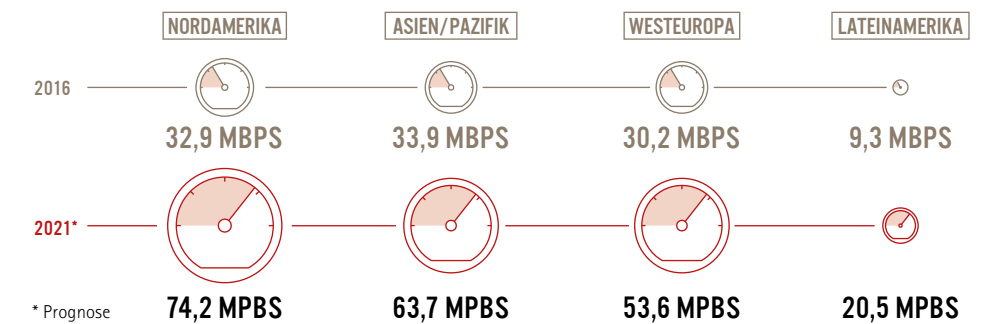 NORDAMERIKA ASIEN/PAZIFIK WESTEUROPA LATEINAMERIKA
2016
32,9 MBPS 33,9 MBPS 30,2 MBPS 9,3 MBPS
2021*
* Prognose 74,2 MPBS 63,7 MPBS 53,6 MPBS 20,5 MPBS